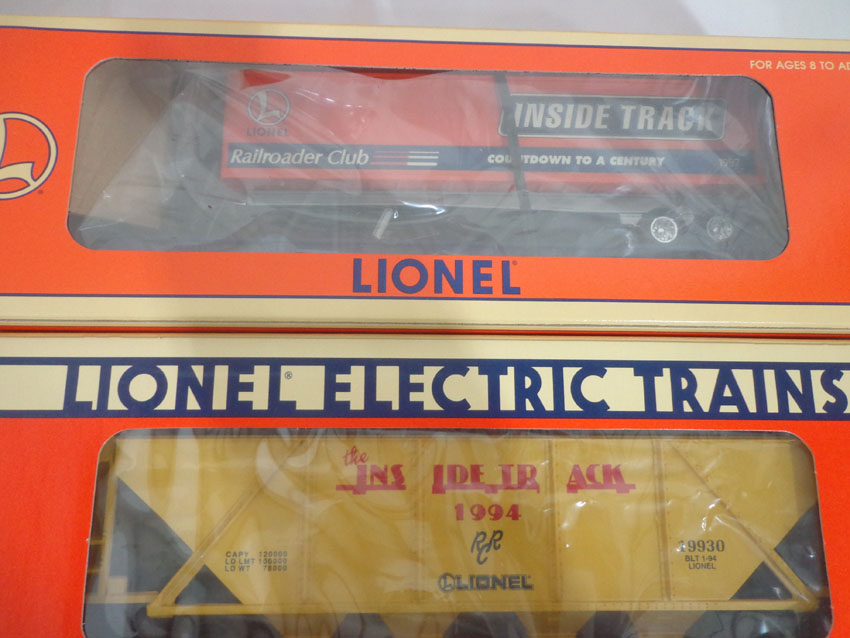 FOR AGES 8 TO AD
LIONEL
INSIDE TRACK
Railroader Club
COUNTDOWN TO A CENTURY
LIONEL®
LIONEL® ELECTRIC TRAINS
the
INSIDE TRACK
1994
RRC
CAPY 120000
LD LMT 106000
LD WT 78000
19930
BLT 1-94
LIONEL
LIONEL